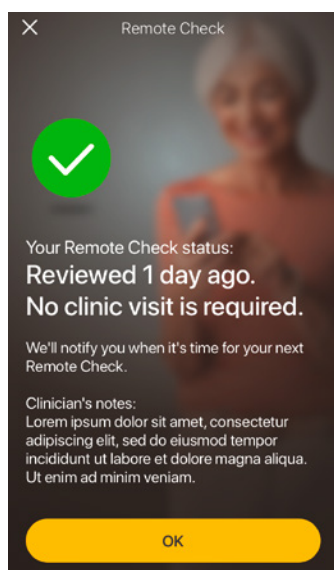 Remote Check
Your Remote Check status:
Reviewed 1 day ago.
No clinic visit is required.
We'll notify you when it's time for your next
Remote Check.
Clinician's notes:
Lorem ipsum dolor sit amet, consectetur
adipiscing elit, sed do eiusmod tempor
incididunt ut labore et dolore magna aliqua.
Ut enim ad minim veniam.
OK